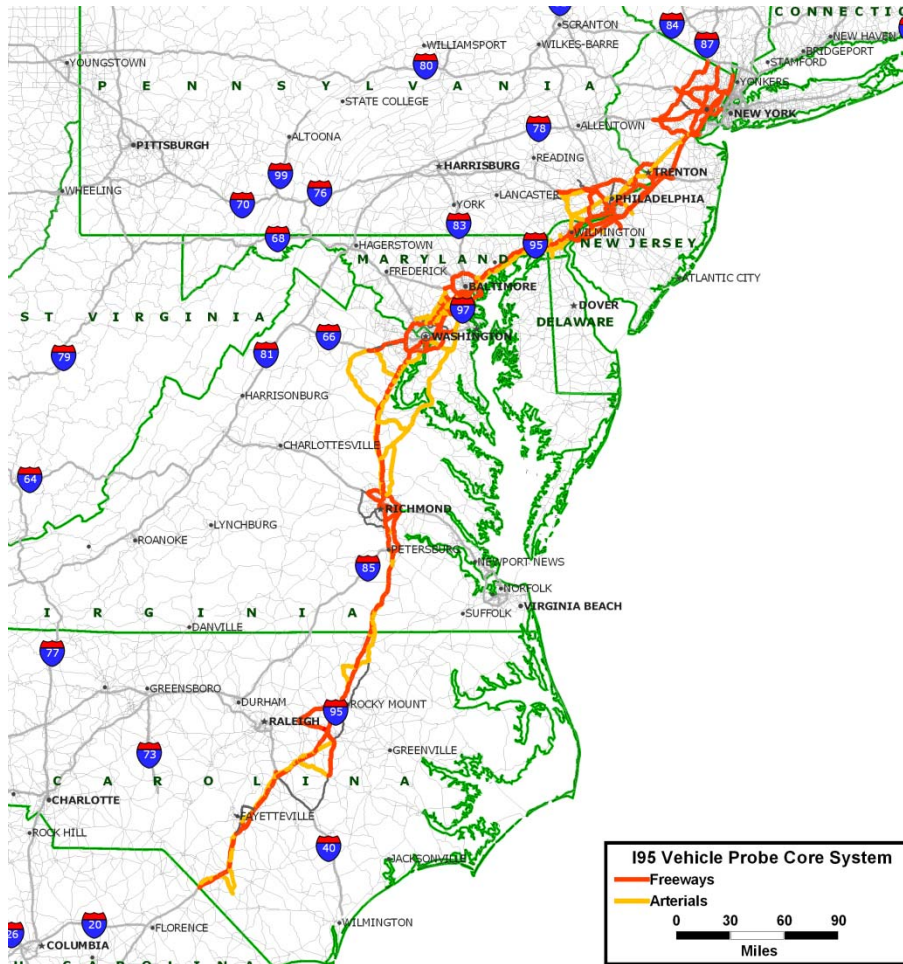 CONNECTIC
SCRANTON
84
87
NEW HAVEN
WILLIAMSPORT
WILKES-BARRE
BRIDGEPORT
YOUNGSTOWN
80
STAMFORD
PENNSYLVANIA
YONKERS
STATE COLLEGE
NEW YORK
78
ALLENTOWN
ALTOONA
PITTSBURGH
READING
HARRISBURG
99
TRENTON
WHEELING
76
LANCASTER
70
YORK
PHILADELPHIA
83
WILMINGTON
68
HAGERSTOWN
95
NEW JERSEY
MARYLAND
FREDERICK
ATLANTIC CITY
BALTIMORE
97
DOVER
ST VIRGINIA
DELAWARE
66
WASHINGTON
79
81
HARRISONBURG
CHARLOTTESVILLE
64
RICHMOND
LYNCHBURG
ROANOKE
PETERSBURG
85
NEWPORT NEWS
NORFOLK
IRGINIA
SUFFOLK
VIRGINIA BEACH
DANVILLE
77
GREENSBORO
DURHAM
95
ROCKY MOUNT
RALEIGH
73
GREENVILLE
CAROLINA
CHARLOTTE
FAYETTEVILLE
ROCK HILL
40
JACKSONVILLE
20
WILMINGTON
FLORENCE
26
COLUMBIA
CAROLINA
I95 Vehicle Probe Core System
Freeways
Arterials
0 30 60 90
Miles